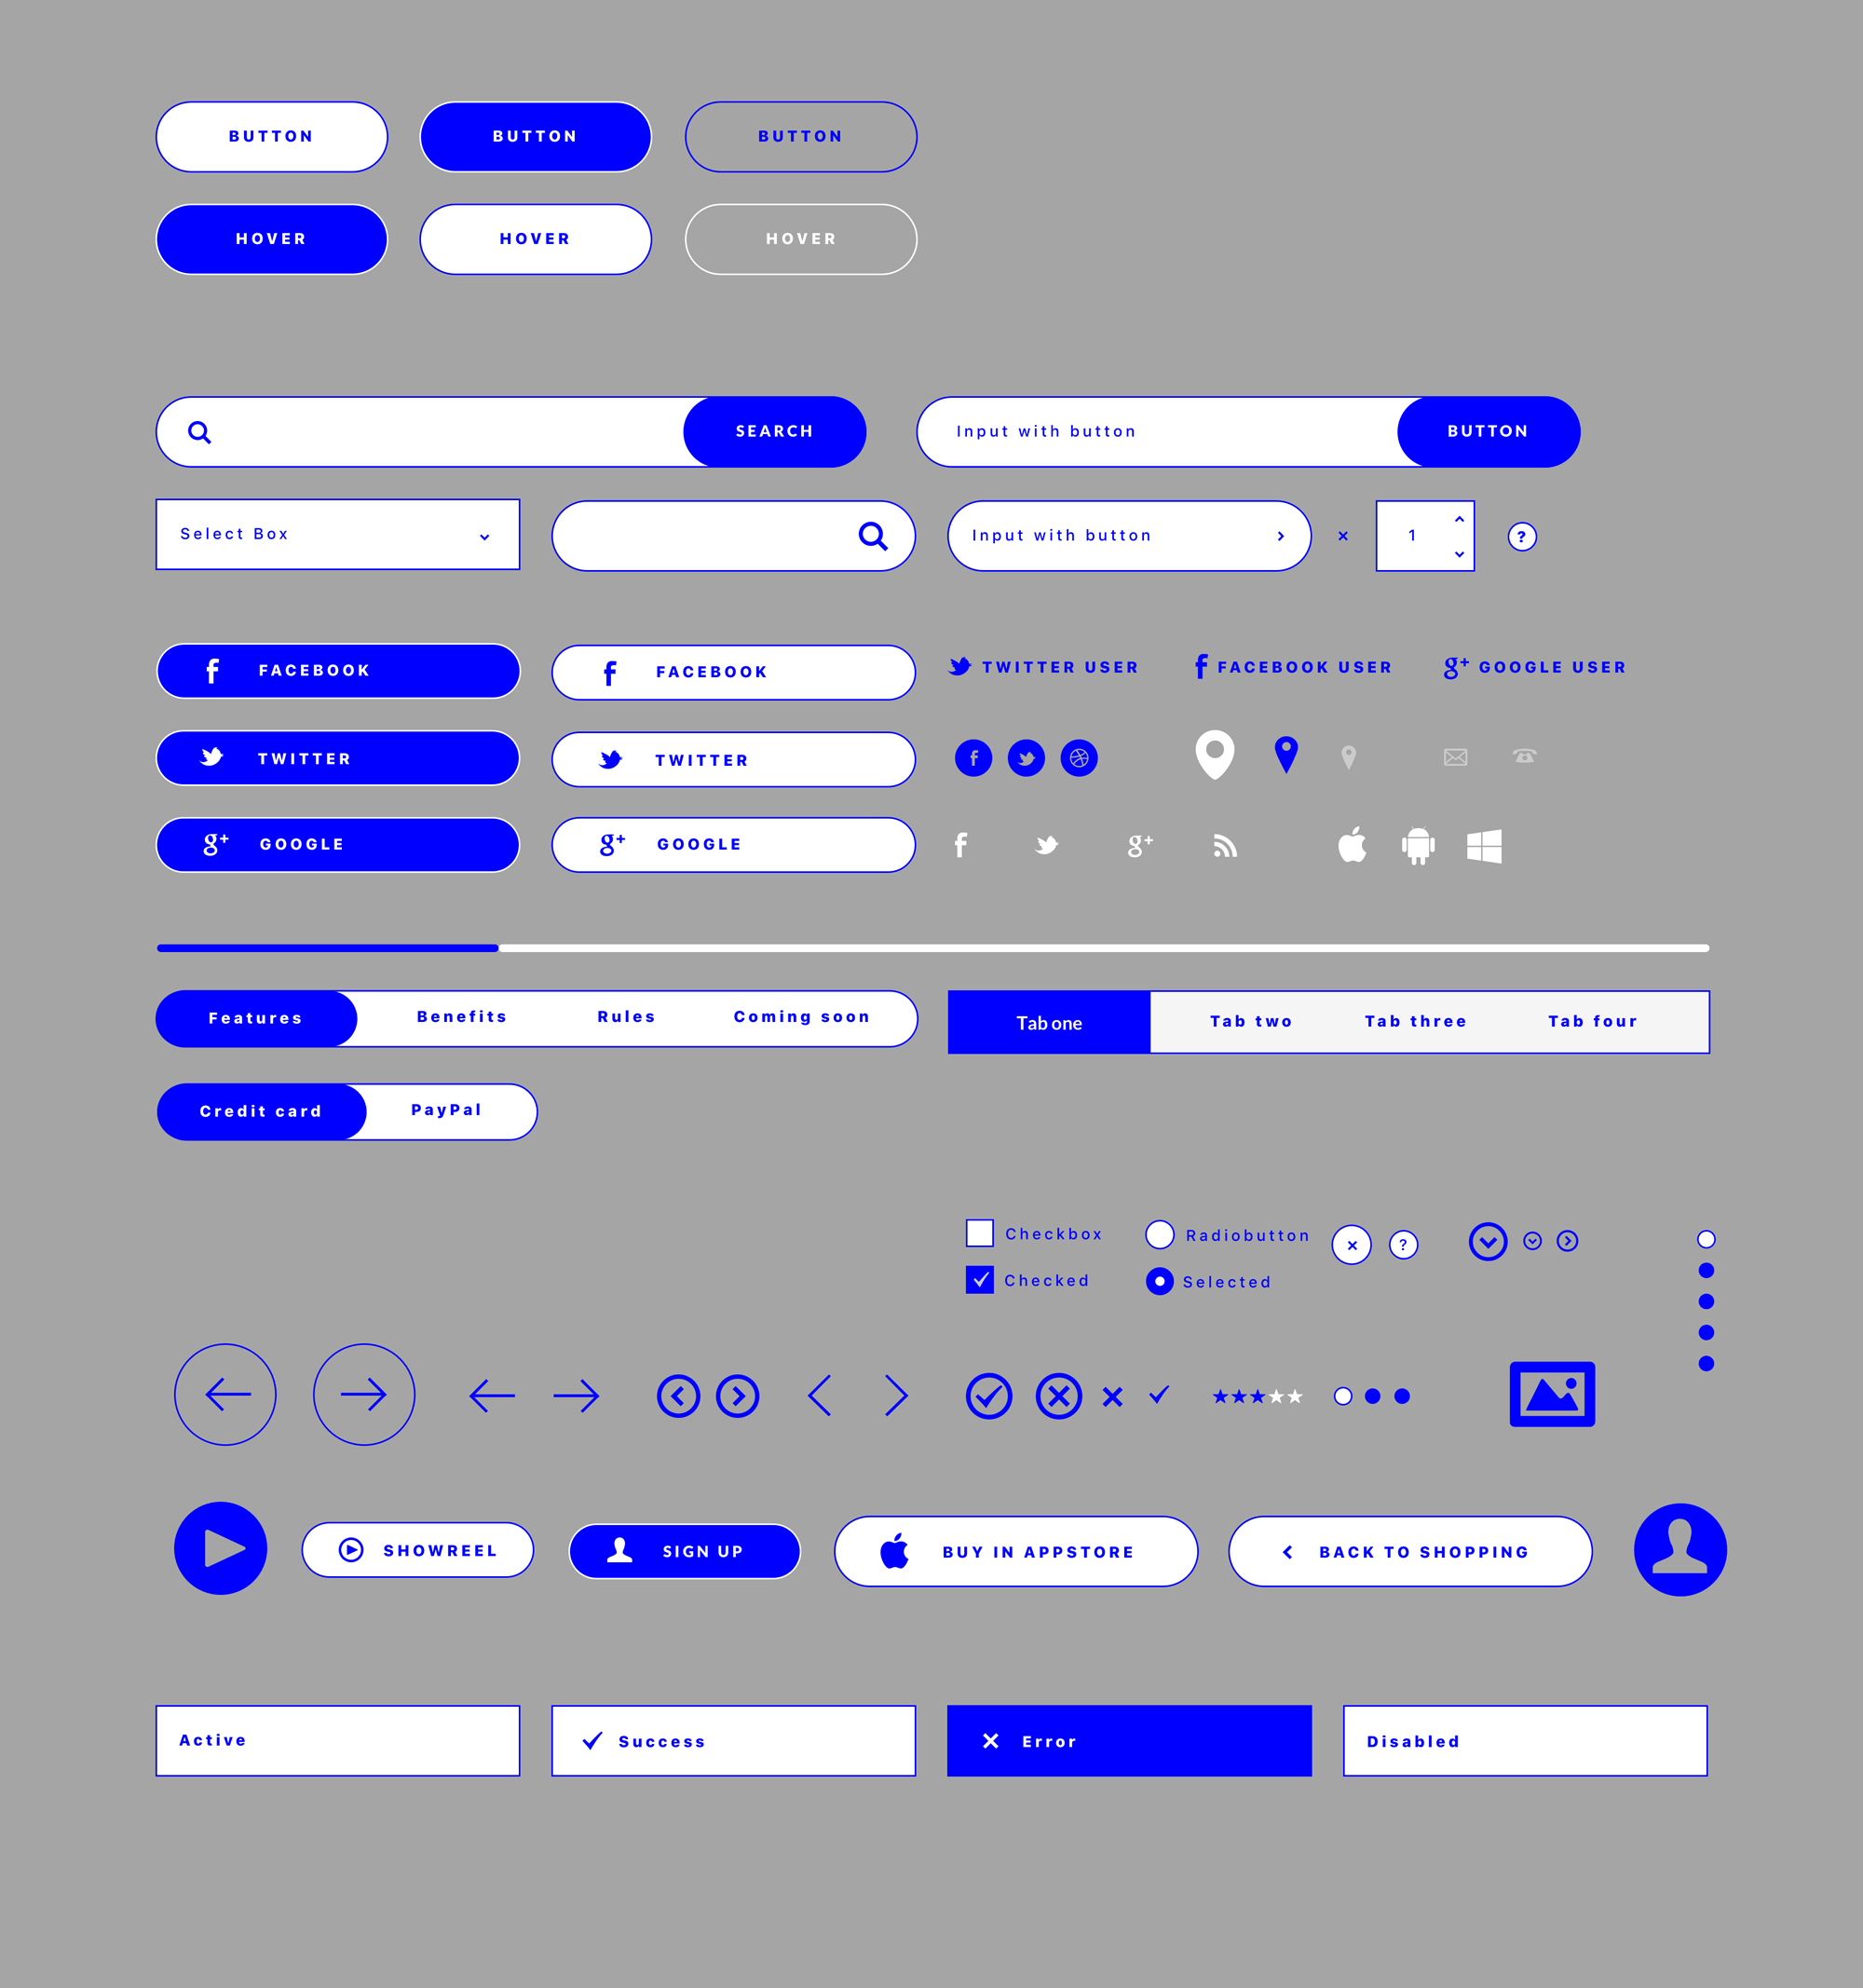 BUTTON
BUTTON
BUTTON
HOVER
HOVER
HOVER
SEARCH
Input with button
BUTTON
Select Box
Input with button
1
?
FACEBOOK
FACEBOOK
TWITTER USER
FACEBOOK USER
GOOGLE USER
TWITTER
TWITTER
GOOGLE
GOOGLE
Features
Benefits
Rules
Coming soon
Tab one
Tab two
Tab three
Tab four
Credit card
PayPal
Checkbox
Radiobutton
?
Checked
Selected
SHOWREEL
SIGN UP
BUY IN APPSTORE
BACK TO SHOPPING
Active
Success
Error
Disabled